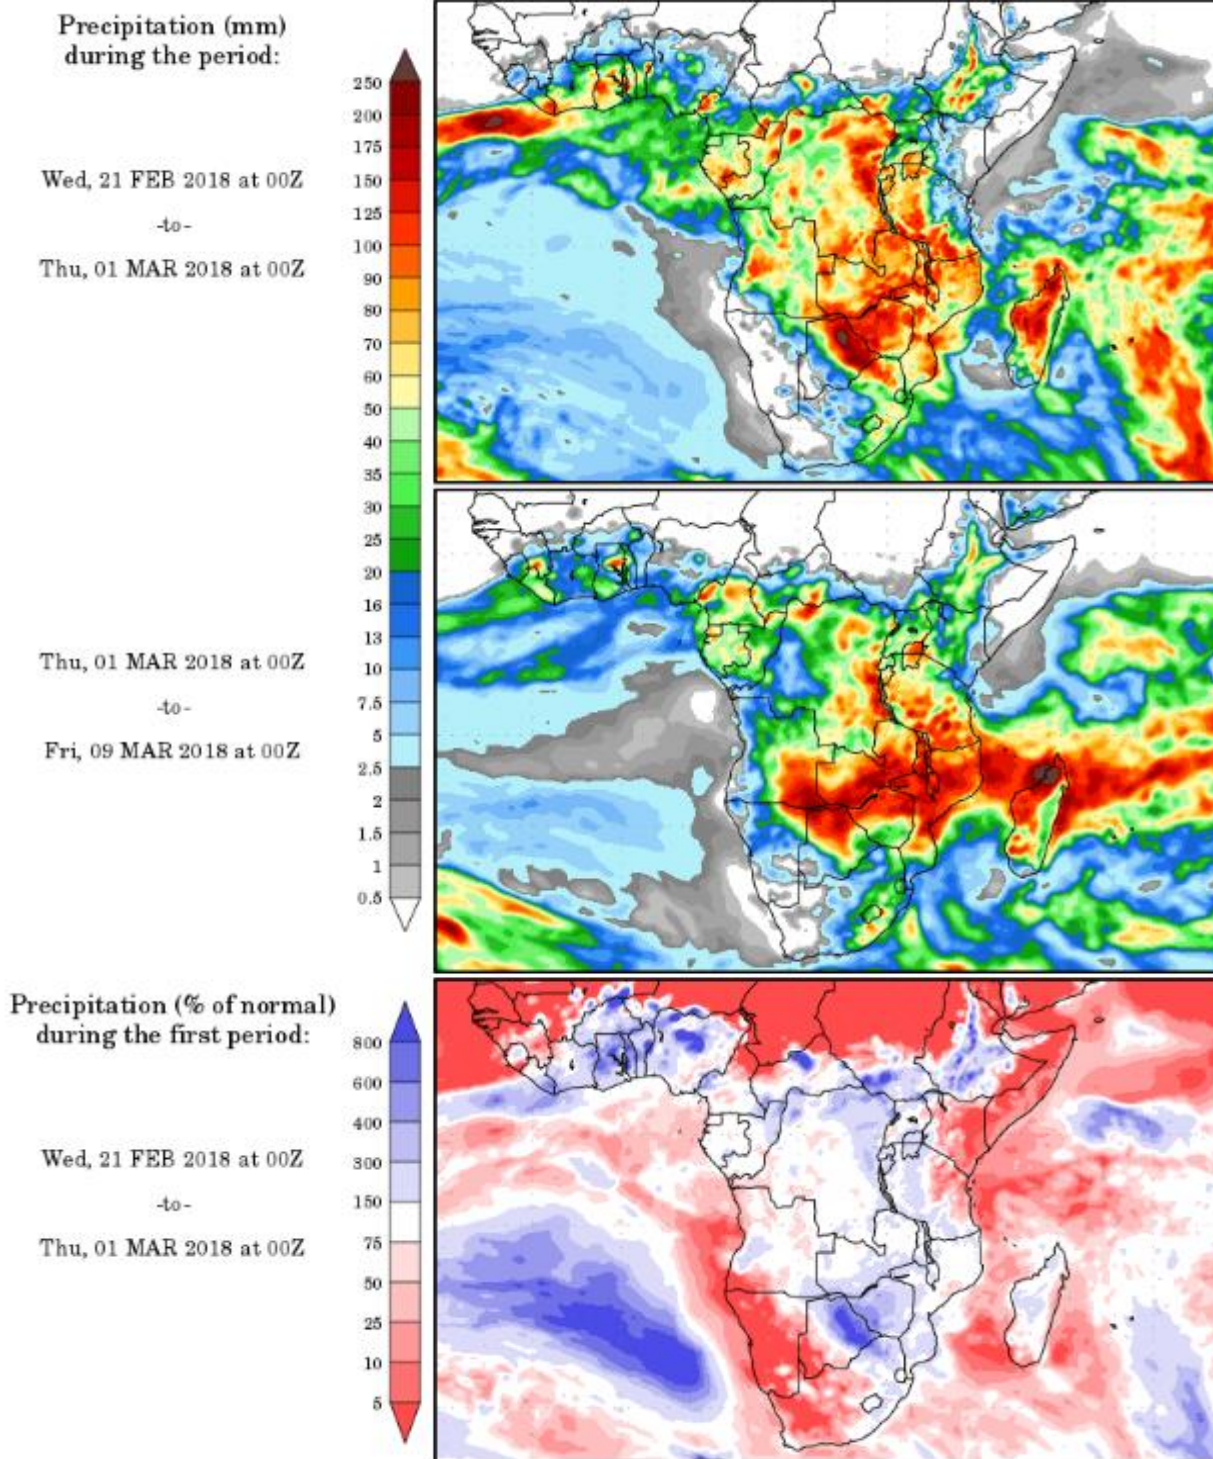 Precipitation (mm)
during the period:
Wed, 21 FEB 2018 at 00Z
-to-
Thu, 01 MAR 2018 at 00Z
250
200
175
150
125
100
90
80
70
60
50
40
35
30
25
20
16
13
10
7.5
5
2.5
2
1.5
1
0.5
Thu, 01 MAR 2018 at 00Z
-to-
Fri, 09 MAR 2018 at 00Z
Precipitation (% of normal)
during the first period:
Wed, 21 FEB 2018 at 00Z
-to-
Thu, 01 MAR 2018 at 00Z
800
600
400
300
150
75
50
25
10
5